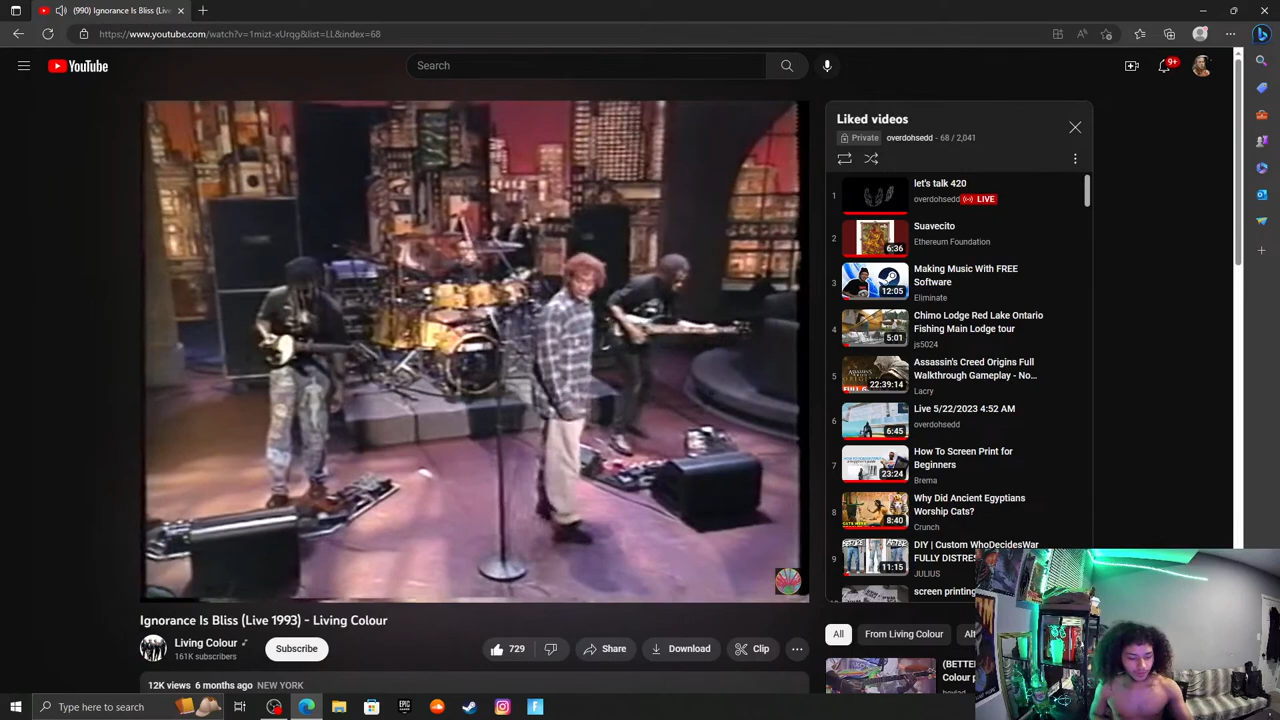 (990) Ignorance Is Bliss (Live
https://www.youtube.com/watch?v=1mizt-xUrqg&list=LL&index=68
YouTube
Search
9+
Liked videos
Private overdohsedd - 68 / 2,041
1
let's talk 420
overdohsedd LIVE
2
6:36
Suavecito
Ethereum Foundation
3
12:05
Making Music With FREE
Software
Eliminate
4
5:01
Chimo Lodge Red Lake Ontario
Fishing Main Lodge tour
js5024
5
22:39:14
Assassin's Creed Origins Full
Walkthrough Gameplay - No...
Lacry
6
6:45
Live 5/22/2023 4:52 AM
overdohsedd
7
23:24
How To Screen Print for
Beginners
Brema
8
8:40
Why Did Ancient Egyptians
Worship Cats?
Crunch
9
11:15
DIY | Custom WhoDecidesWar
FULLY DISTRES
JULIUS
screen printing
Ignorance Is Bliss (Live 1993) - Living Colour
Living Colour
161K subscribers
Subscribe
729
Share
Download
Clip
All
From Living Colour
12K views 6 months ago NEW YORK
(BETTER
Colour p
Type here to search
EPIC
GAMES